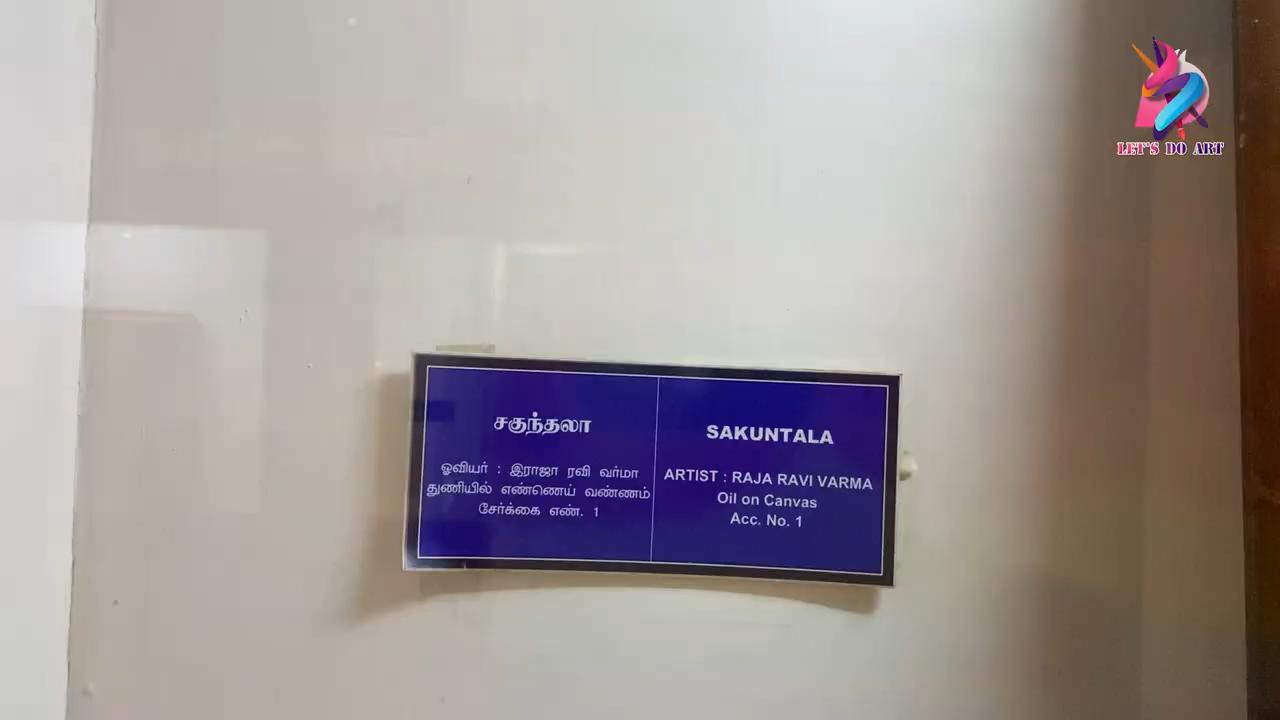 LET'S DO ART
சகுந்தலா
ஓவியர் : இராஜா ரவி வர்மா
துணியில் எண்ணெய் வண்ணம்
சேர்க்கை எண். 1
SAKUNTALA
ARTIST : RAJA RAVI VARMA
Oil on Canvas
Acc. No. 1